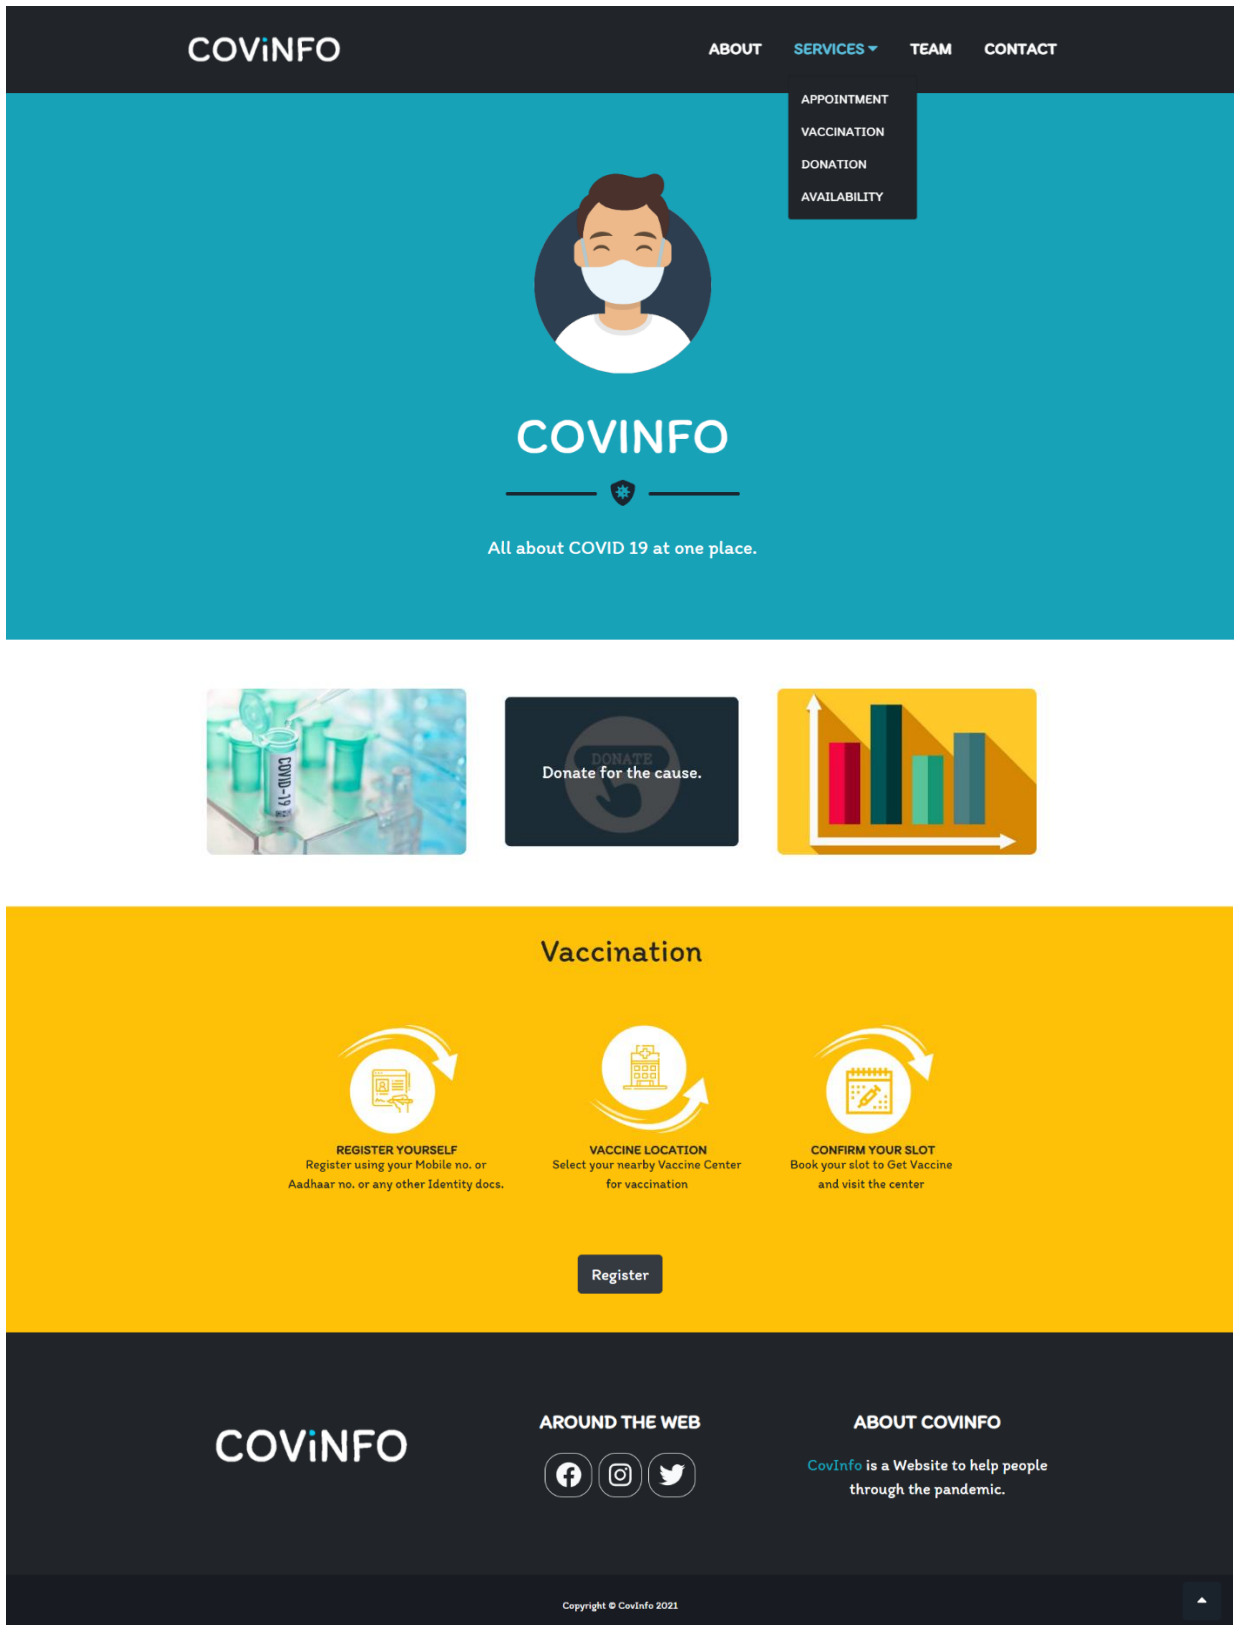 COViNFO
ABOUT SERVICES TEAM CONTACT
APPOINTMENT
VACCINATION
DONATION
AVAILABILITY
COVINFO
All about COVID 19 at one place.
COVID-19
DONATE
Donate for the cause.
Vaccination
REGISTER YOURSELF
Register using your Mobile no. or
Aadhaar no. or any other Identity docs.
VACCINE LOCATION
Select your nearby Vaccine Center
for vaccination
CONFIRM YOUR SLOT
Book your slot to Get Vaccine
and visit the center
Register
COViNFO
AROUND THE WEB
ABOUT COVINFO
CovInfo is a Website to help people
through the pandemic.
Copyright © CovInfo 2021